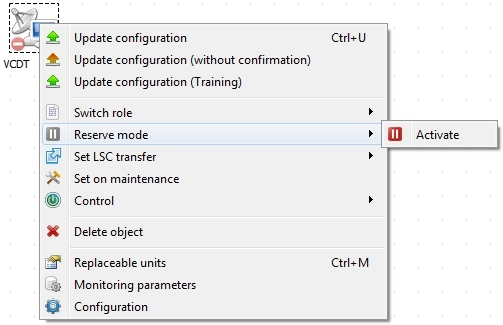 VCDT
Update configuration Ctrl+U
Update configuration (without confirmation)
Update configuration (Training)
Switch role
Reserve mode
Activate
Set LSC transfer
Set on maintenance
Control
Delete object
Replaceable units Ctrl+M
Monitoring parameters
Configuration